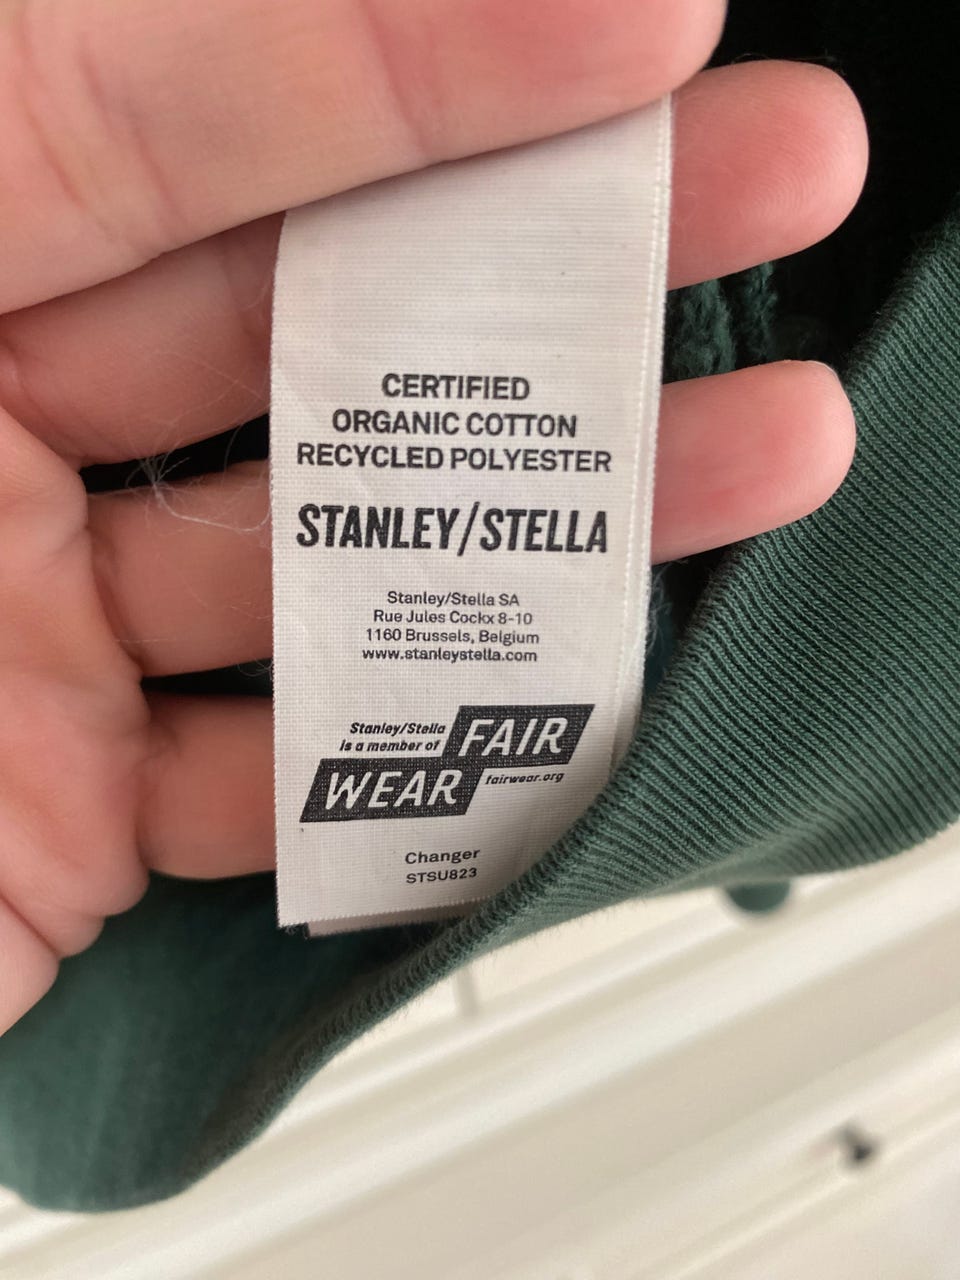 CERTIFIED
ORGANIC COTTON
RECYCLED POLYESTER
STANLEY/STELLA
Stanley/Stella SA
Rue Jules Cockx 8-10
1160 Brussels, Belgium
www.stanleystella.com
Stanley/Stella
is a member of
FAIR
WEAR
fairwear.org
Changer
STSU823